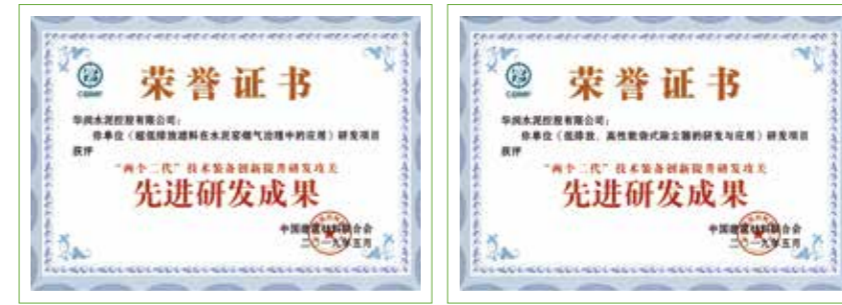 荣誉证书
华润水泥控股有限公司：
你单位（超低排放滤料在水泥窑烟气治理中的应用）研发项目
获评
“两个二代”技术装备创新提升研发攻关
先进研发成果
中国建筑材料联合会
二〇一九年五月
荣誉证书
华润水泥控股有限公司：
你单位（低排放、高性能袋式除尘器的研发与应用）研发项目
获评
“两个二代”技术装备创新提升研发攻关
先进研发成果
中国建筑材料联合会
二〇一九年五月